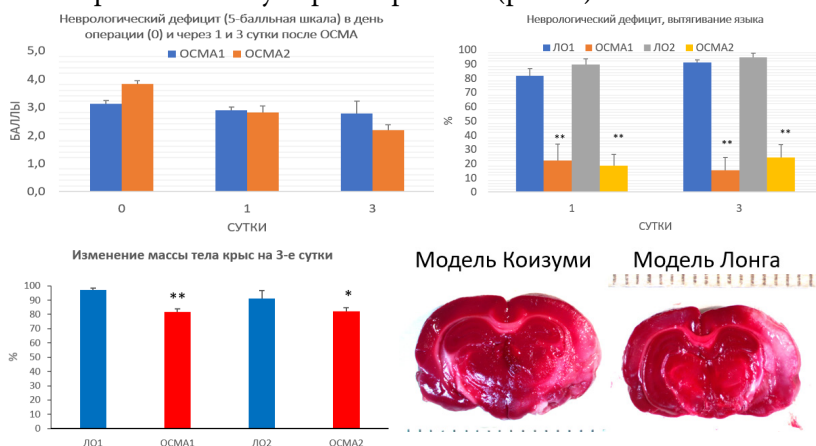 Неврологический дефицит (5-балльная шкала) в день
операции (0) и через 1 и 3 сутки после ОСМА
ОСМА1 ОСМА2
5,0
4,0
3,0
2,0
1,0
0,0
БАЛЛЫ
0 1 3
СУТКИ
Неврологический дефицит, вытягивание языка
ЛО1 ОСМА1 ЛО2 ОСМА2
100
90
80
70
60
50
40
30
20
10
0
%
** **
** **
1 3
СУТКИ
Изменение массы тела крыс на 3-е сутки
100
90
80
70
60
50
40
30
20
10
0
%
** *
ЛО1 ОСМА1 ЛО2 ОСМА2
Модель Коизуми Модель Лонга